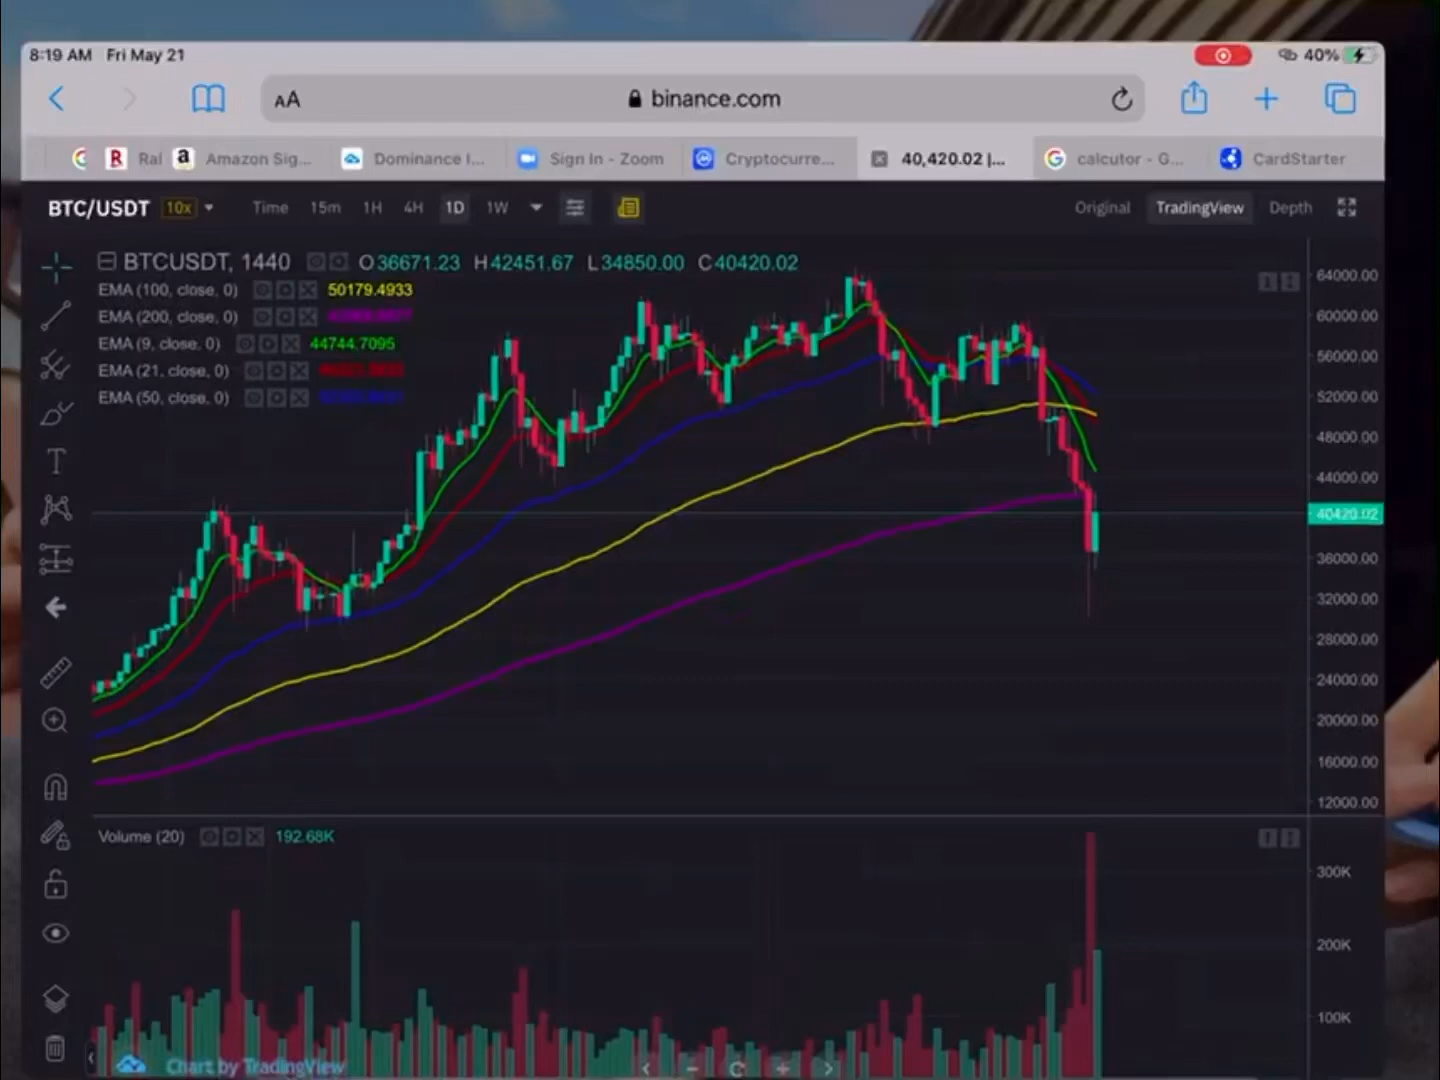 8:19 AM Fri May 21
40%
AA binance.com
Ral Amazon Sig... Dominance I... Sign In - Zoom Cryptocurre... 40,420.02 |... calcutor - G... CardStarter
BTC/USDT 10x Time 15m 1H 4H 1D 1W Original TradingView Depth
BTCUSDT, 1440 O36671.23 H42451.67 L34850.00 C40420.02
EMA (100, close, 0) 50179.4933
EMA (200, close, 0)
EMA (9, close, 0) 44744.7095
EMA (21, close, 0)
EMA (50, close, 0)
64000.00
60000.00
56000.00
52000.00
48000.00
44000.00
40420.02
36000.00
32000.00
28000.00
24000.00
20000.00
16000.00
12000.00
Volume (20) 192.68K
300K
200K
100K
Chart by TradingView